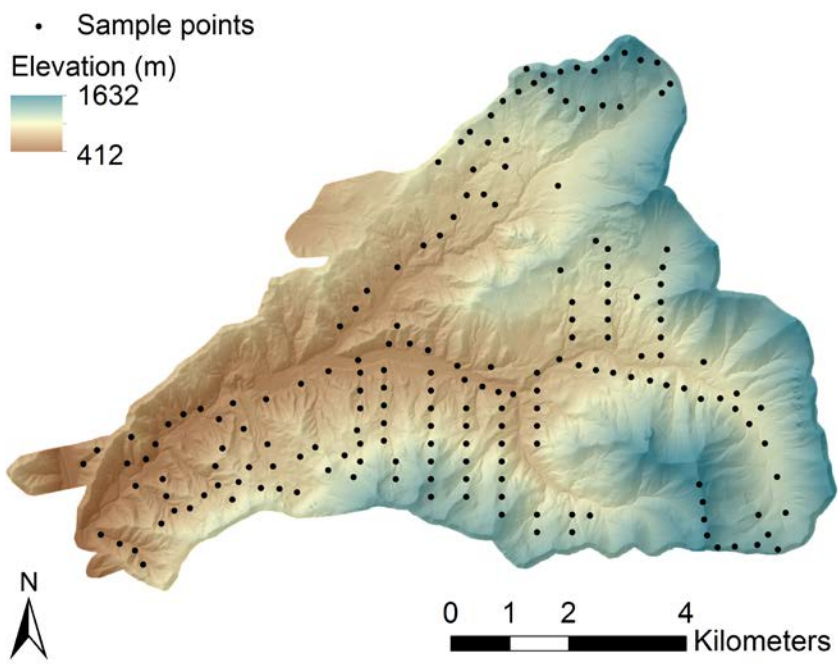 Sample points
Elevation (m)
1632
412
N
0 1 2 4
Kilometers